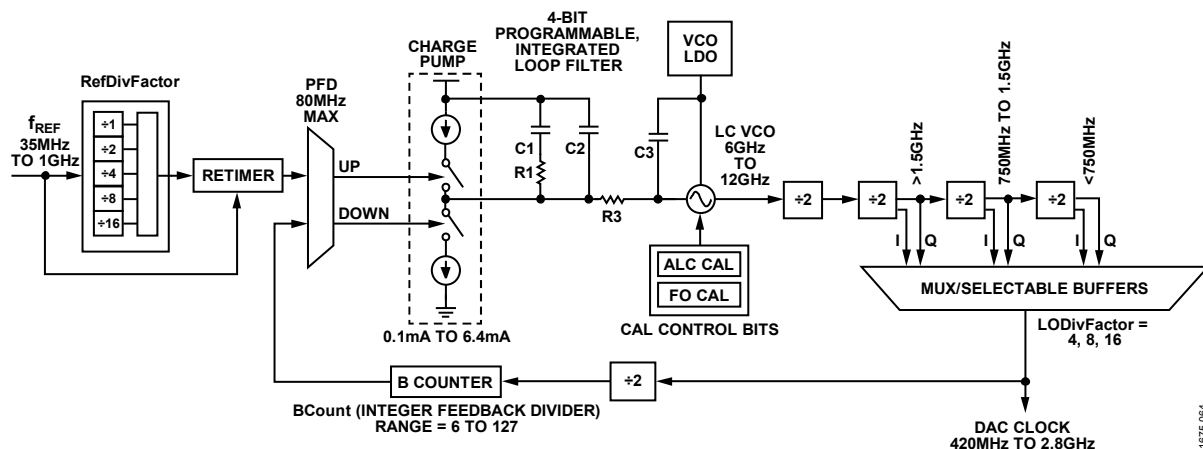 4-BIT
PROGRAMMABLE,
INTEGRATED
LOOP FILTER
VCO
LDO
CHARGE
PUMP
RefDivFactor
PFD
80MHz
MAX
fREF
35MHz
TO 1GHz
÷1
÷2
÷4
÷8
÷16
RETIMER
UP
DOWN
C1
R1
C2
R3
C3
LC VCO
6GHz
TO
12GHz
÷2
÷2
>1.5GHz
÷2
750MHz TO 1.5GHz
÷2
<750MHz
I
Q
I
Q
I
Q
ALC CAL
FO CAL
CAL CONTROL BITS
MUX/SELECTABLE BUFFERS
LODivFactor =
4, 8, 16
0.1mA TO 6.4mA
B COUNTER
÷2
BCount (INTEGER FEEDBACK DIVIDER)
RANGE = 6 TO 127
DAC CLOCK
420MHz TO 2.8GHz